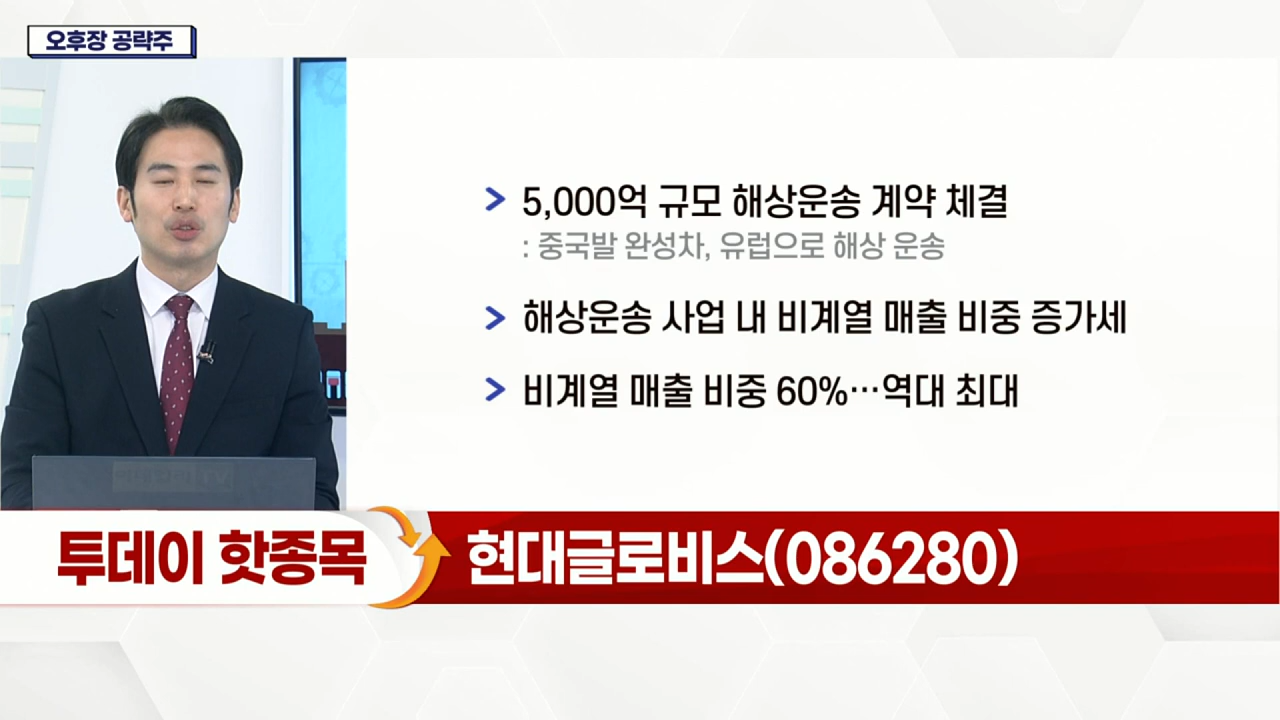 오후장 공략주
> 5,000억 규모 해상운송 계약 체결
: 중국발 완성차, 유럽으로 해상 운송
> 해상운송 사업 내 비계열 매출 비중 증가세
> 비계열 매출 비중 60%…역대 최대
투데이 핫종목
현대글로비스(086280)